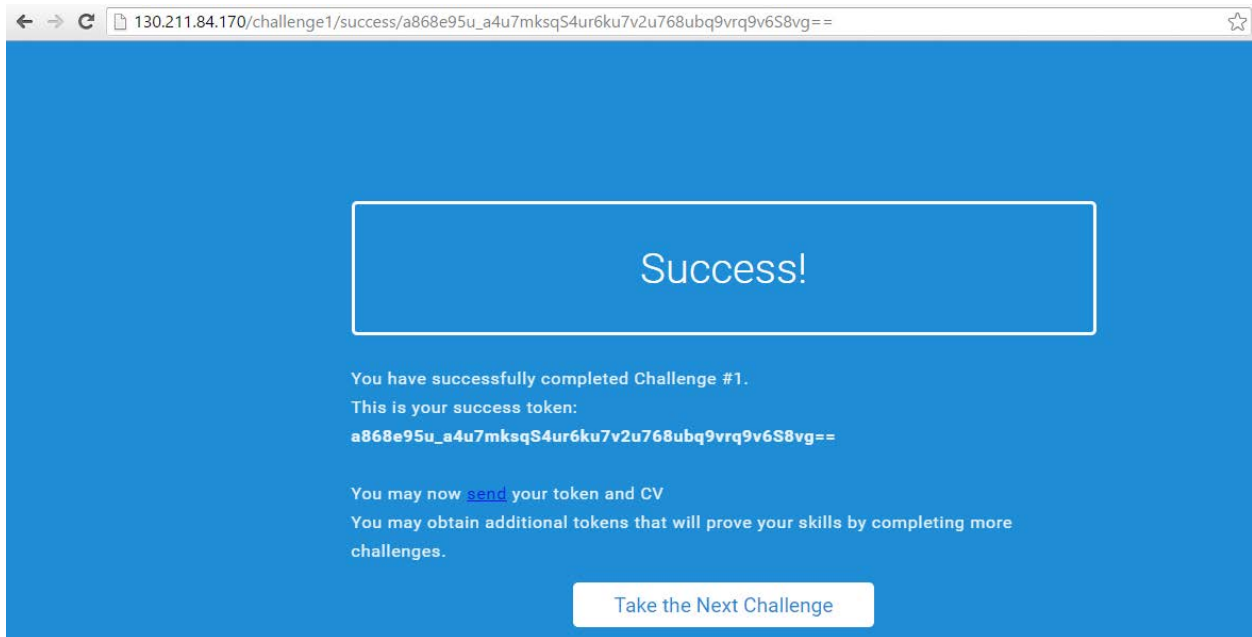 130.211.84.170/challenge1/success/a868e95u_a4u7mksqS4ur6ku7v2u768ubq9vrq9v6S8vg==
Success!
You have successfully completed Challenge #1.
This is your success token:
a868e95u_a4u7mksqS4ur6ku7v2u768ubq9vrq9v6S8vg==
You may now send your token and CV
You may obtain additional tokens that will prove your skills by completing more
challenges.
Take the Next Challenge